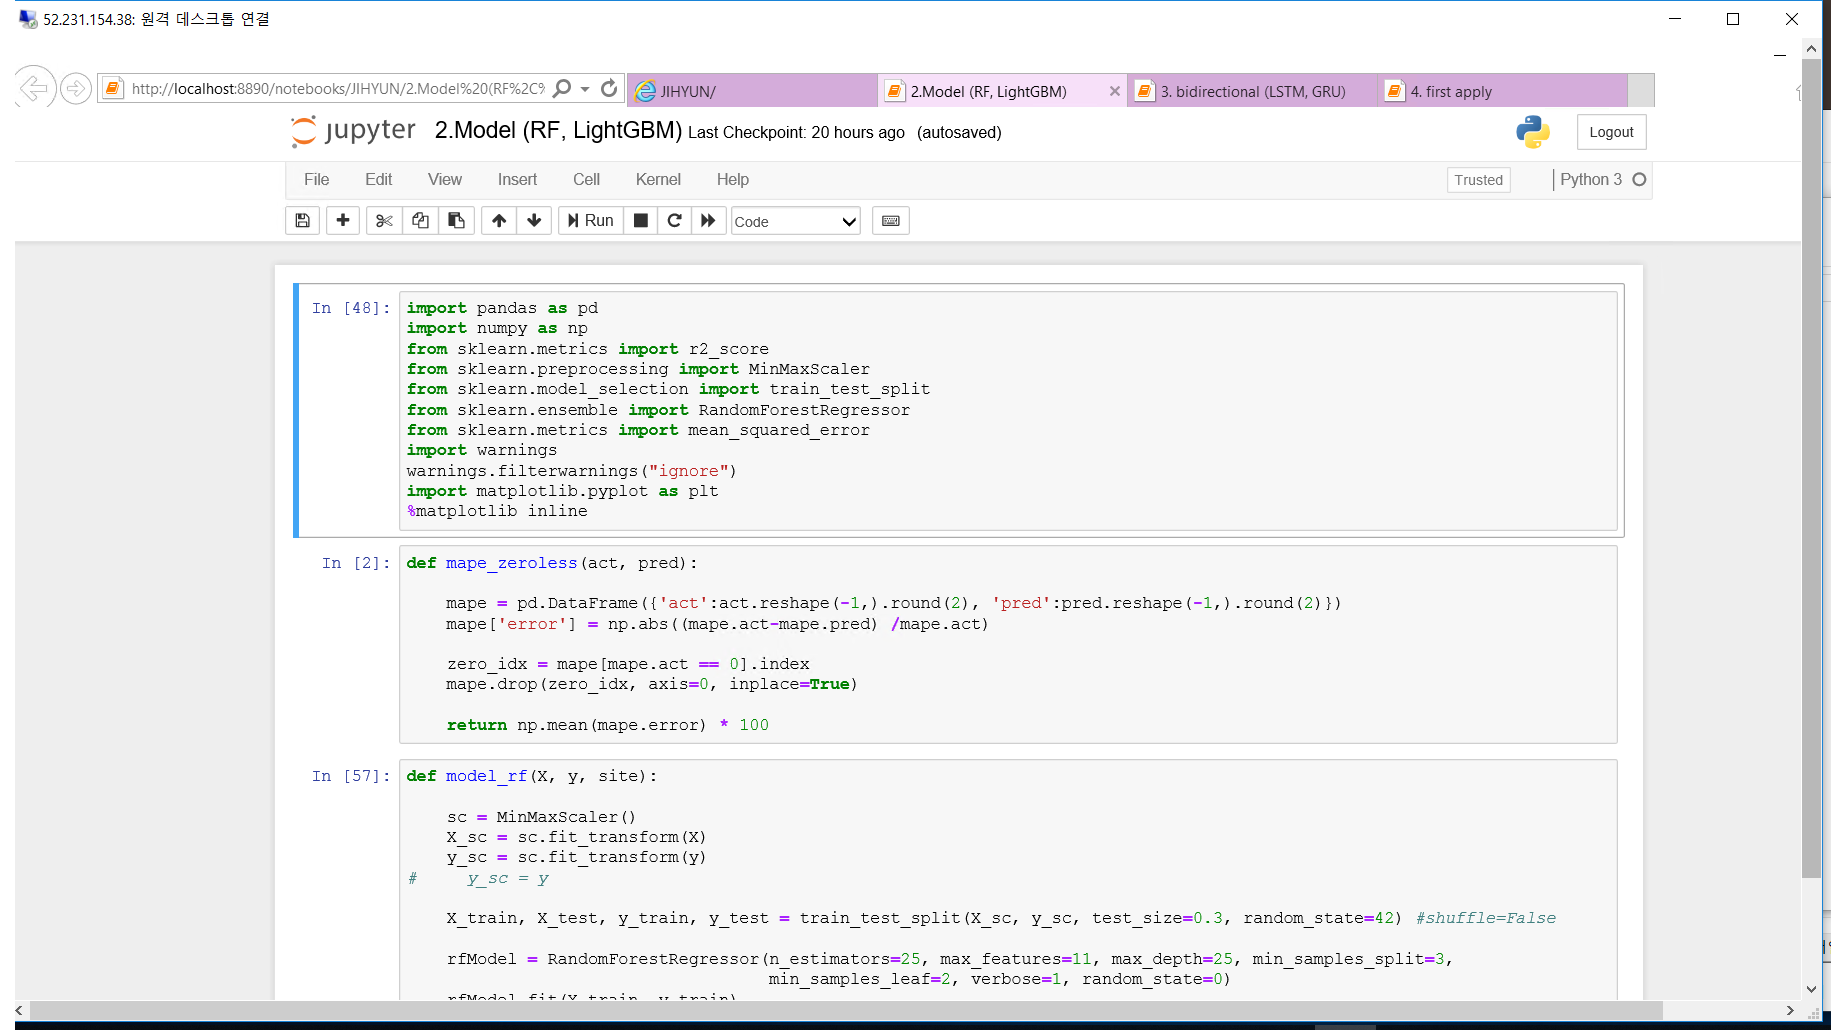 52.231.154.38: 원격 데스크톱 연결
http://localhost:8890/notebooks/JIHYUN/2.Model%20(RF%2C%
JIHYUN/
2.Model (RF, LightGBM)
3. bidirectional (LSTM, GRU)
4. first apply
jupyter 2.Model (RF, LightGBM) Last Checkpoint: 20 hours ago (autosaved)
Logout
File Edit View Insert Cell Kernel Help
Trusted
Python 3
Run
Code
In [48]:
import pandas as pd
import numpy as np
from sklearn.metrics import r2_score
from sklearn.preprocessing import MinMaxScaler
from sklearn.model_selection import train_test_split
from sklearn.ensemble import RandomForestRegressor
from sklearn.metrics import mean_squared_error
import warnings
warnings.filterwarnings("ignore")
import matplotlib.pyplot as plt
%matplotlib inline
In [2]:
def mape_zeroless(act, pred):
mape = pd.DataFrame({'act':act.reshape(-1,).round(2), 'pred':pred.reshape(-1,).round(2)})
mape['error'] = np.abs((mape.act-mape.pred) /mape.act)
zero_idx = mape[mape.act == 0].index
mape.drop(zero_idx, axis=0, inplace=True)
return np.mean(mape.error) * 100
In [57]:
def model_rf(X, y, site):
sc = MinMaxScaler()
X_sc = sc.fit_transform(X)
y_sc = sc.fit_transform(y)
# y_sc = y
X_train, X_test, y_train, y_test = train_test_split(X_sc, y_sc, test_size=0.3, random_state=42) #shuffle=False
rfModel = RandomForestRegressor(n_estimators=25, max_features=11, max_depth=25, min_samples_split=3,
min_samples_leaf=2, verbose=1, random_state=0)
rfModel.fit(X_train, y_train)